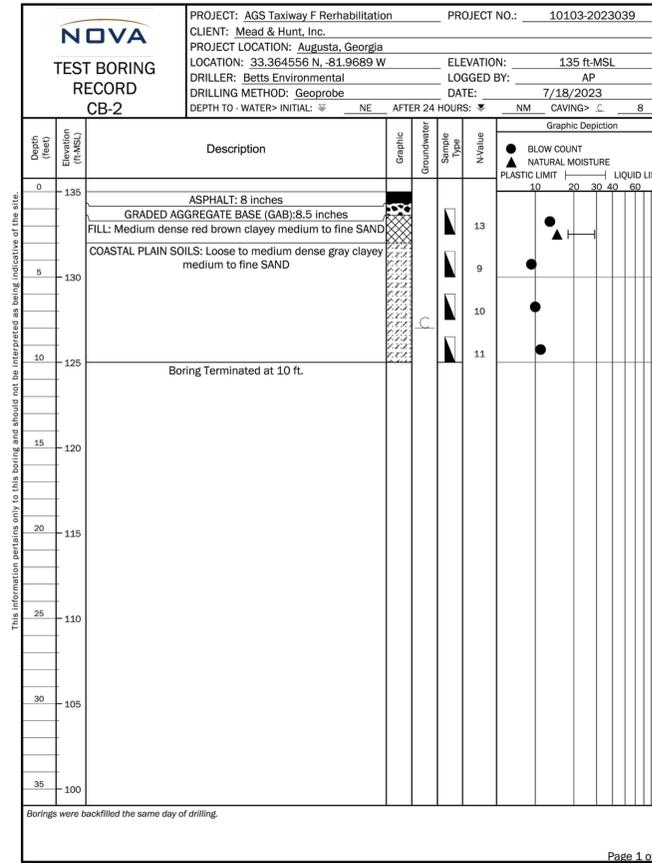 NOVA
TEST BORING
RECORD
CB-2
PROJECT: AGS Taxiway F Rerhabilitation PROJECT NO.: 10103-2023039
CLIENT: Mead & Hunt, Inc.
PROJECT LOCATION: Augusta, Georgia
LOCATION: 33.364556 N, -81.9689 W ELEVATION: 135 ft-MSL
DRILLER: Betts Environmental LOGGED BY: AP
DRILLING METHOD: Geoprobe DATE: 7/18/2023
DEPTH TO - WATER> INITIAL: NE AFTER 24 HOURS: NM CAVING> C 8
Depth (feet)
Elevation (ft-MSL)
Description
Graphic
Groundwater
Sample Type
N-Value
Graphic Depiction
BLOW COUNT
NATURAL MOISTURE
PLASTIC LIMIT LIQUID LI
10 20 30 40 60
0 135
ASPHALT: 8 inches
GRADED AGGREGATE BASE (GAB):8.5 inches
FILL: Medium dense red brown clayey medium to fine SAND
13
COASTAL PLAIN SOILS: Loose to medium dense gray clayey
medium to fine SAND
9
5 130
10
C
11
10 125
Boring Terminated at 10 ft.
15 120
20 115
25 110
30 105
35 100
This information pertains only to this boring and should not be interpreted as being indicative of the site.
Borings were backfilled the same day of drilling.
Page 1 o